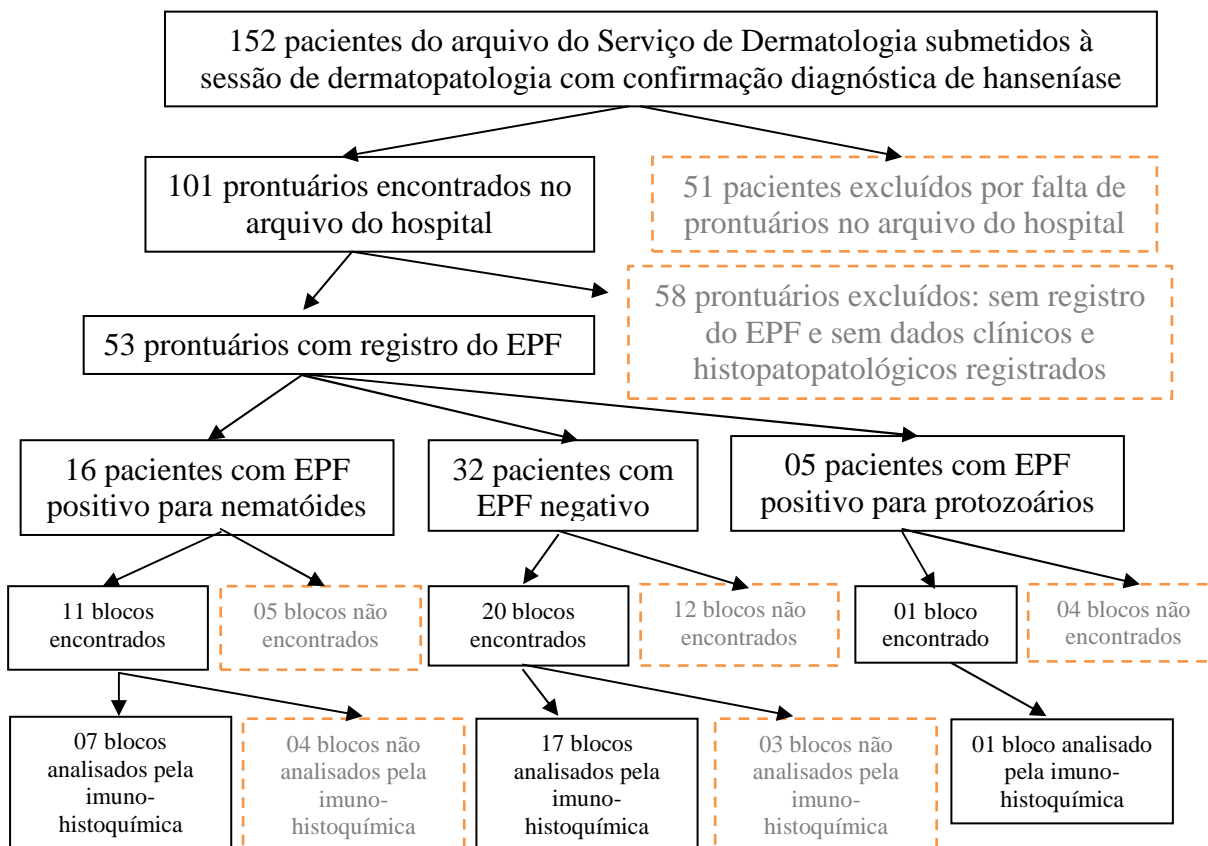 152 pacientes do arquivo do Serviço de Dermatologia submetidos à
sessão de dermatopatologia com confirmação diagnóstica de hanseníase
101 prontuários encontrados no
arquivo do hospital
51 pacientes excluídos por falta de
prontuários no arquivo do hospital
53 prontuários com registro do EPF
58 prontuários excluídos: sem registro
do EPF e sem dados clínicos e
histopatopatológicos registrados
16 pacientes com EPF
positivo para nematóides
32 pacientes com
EPF negativo
05 pacientes com EPF
positivo para protozoários
11 blocos
encontrados
05 blocos não
encontrados
20 blocos
encontrados
12 blocos não
encontrados
01 bloco
encontrado
04 blocos não
encontrados
07 blocos
analisados pela
imuno-
histoquímica
04 blocos não
analisados pela
imuno-
histoquímica
17 blocos
analisados pela
imuno-
histoquímica
03 blocos não
analisados pela
imuno-
histoquímica
01 bloco analisado
pela imuno-
histoquímica